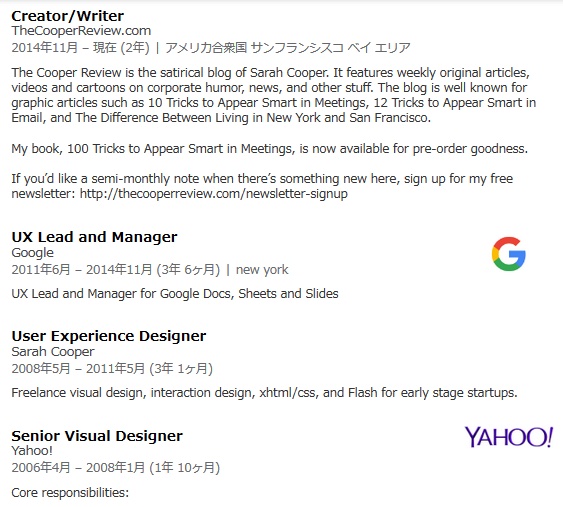 Creator/Writer
TheCooperReview.com
2014年11月 – 現在 (2年) | アメリカ合衆国 サンフランシスコ ベイ エリア
The Cooper Review is the satirical blog of Sarah Cooper. It features weekly original articles,
videos and cartoons on corporate humor, news, and other stuff. The blog is well known for
graphic articles such as 10 Tricks to Appear Smart in Meetings, 12 Tricks to Appear Smart in
Email, and The Difference Between Living in New York and San Francisco.
My book, 100 Tricks to Appear Smart in Meetings, is now available for pre-order goodness.
If you’d like a semi-monthly note when there’s something new here, sign up for my free
newsletter: http://thecooperreview.com/newsletter-signup
UX Lead and Manager
Google
2011年6月 – 2014年11月 (3年 6ヶ月) | new york
G
UX Lead and Manager for Google Docs, Sheets and Slides
User Experience Designer
Sarah Cooper
2008年5月 – 2011年5月 (3年 1ヶ月)
Freelance visual design, interaction design, xhtml/css, and Flash for early stage startups.
Senior Visual Designer
YAHOO!
Yahoo!
2006年4月 – 2008年1月 (1年 10ヶ月)
Core responsibilities: